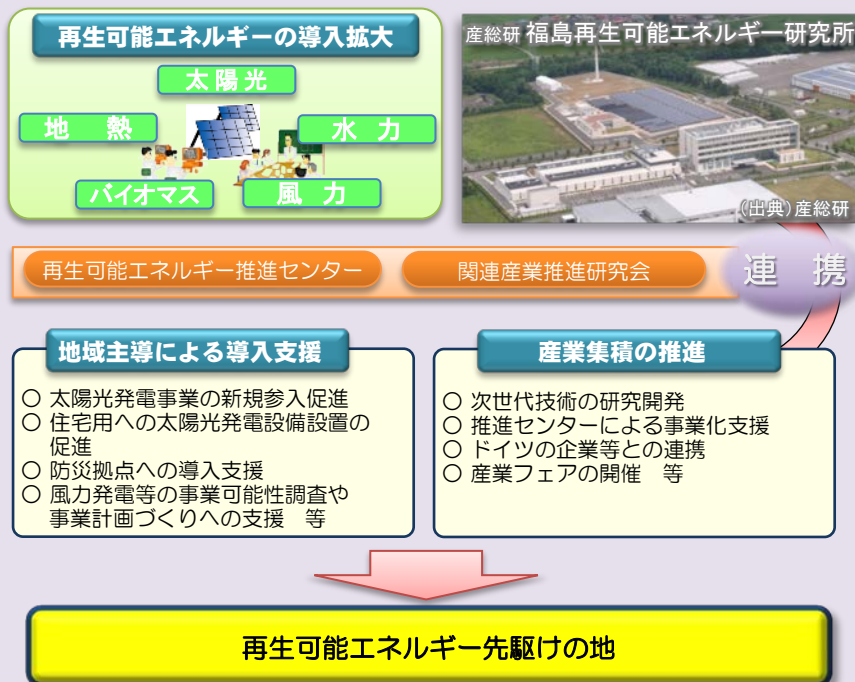 再生可能エネルギーの導入拡大
太陽光
地　熱
水　力
バイオマス
風　力
産総研 福島再生可能エネルギー研究所
(出典)産総研
再生可能エネルギー推進センター
関連産業推進研究会
連　携
地域主導による導入支援
○ 太陽光発電事業の新規参入促進
○ 住宅用への太陽光発電設備設置の
促進
○ 防災拠点への導入支援
○ 風力発電等の事業可能性調査や
事業計画づくりへの支援　等
産業集積の推進
○ 次世代技術の研究開発
○ 推進センターによる事業化支援
○ ドイツの企業等との連携
○ 産業フェアの開催　等
再生可能エネルギー先駆けの地